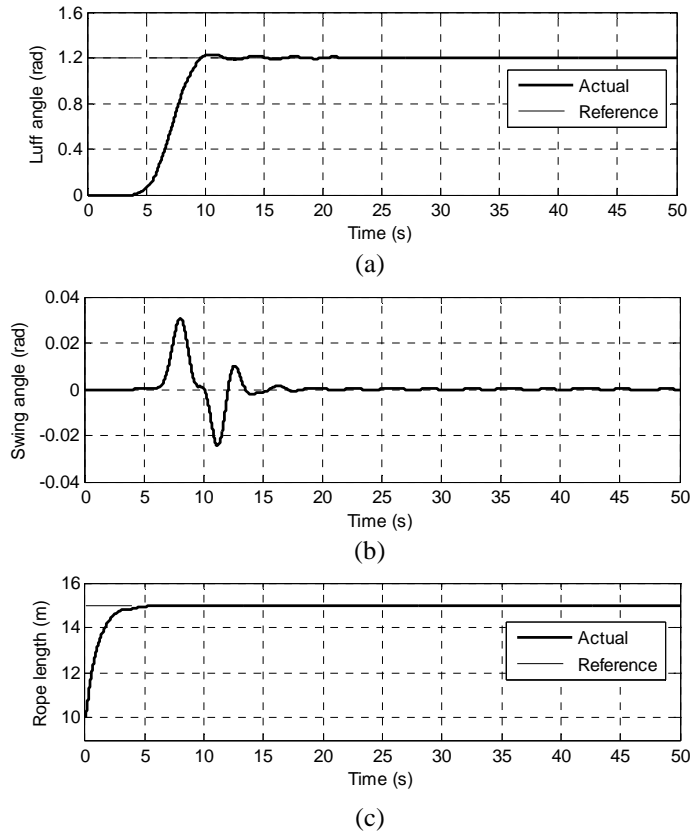 1.6
1.2
0.8
0.4
0
Luff angle (rad)
Actual
Reference
0 5 10 15 20 25 30 35 40 45 50
Time (s)
(a)
0.04
0.02
0
-0.02
-0.04
Swing angle (rad)
0 5 10 15 20 25 30 35 40 45 50
Time (s)
(b)
16
14
12
10
Rope length (m)
Actual
Reference
0 5 10 15 20 25 30 35 40 45 50
Time (s)
(c)